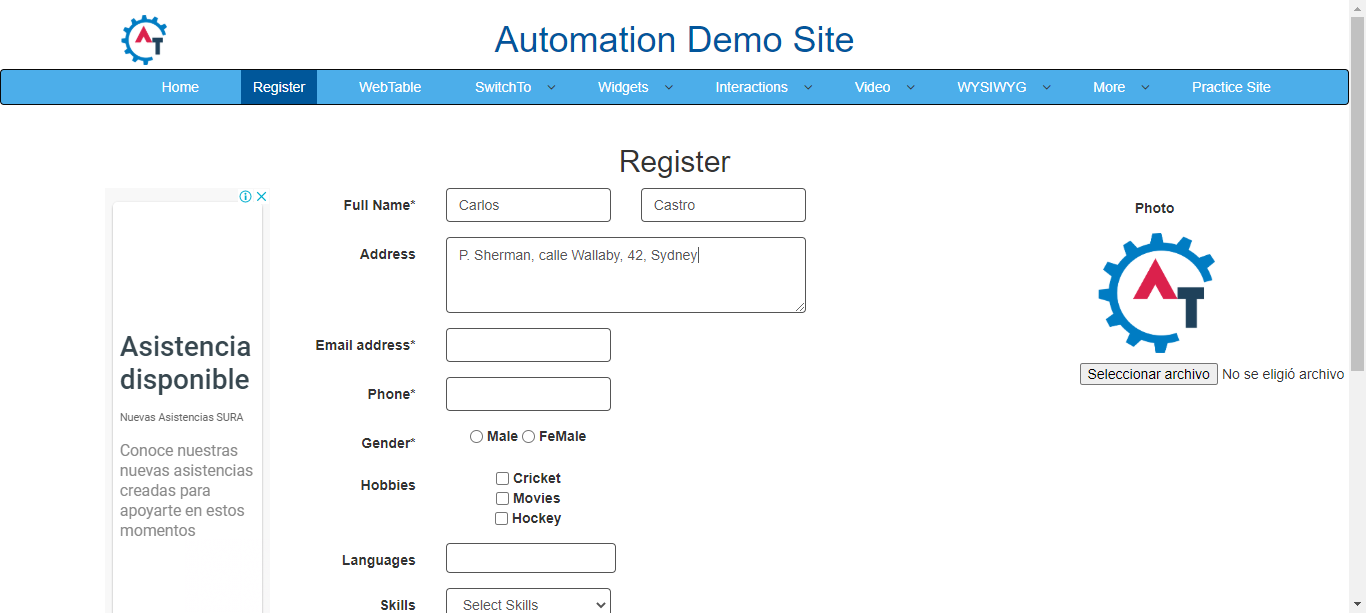 AT
Automation Demo Site
Home Register WebTable SwitchTo Widgets Interactions Video WYSIWYG More Practice Site
Register
Full Name* Carlos Castro
Address P. Sherman, calle Wallaby, 42, Sydney
Email address*
Phone*
Gender* Male FeMale
Hobbies Cricket
Movies
Hockey
Languages
Skills Select Skills
Asistencia
disponible
Nuevas Asistencias SURA
Conoce nuestras
nuevas asistencias
creadas para
apoyarte en estos
momentos
Photo
AT
Seleccionar archivo No se eligió archivo